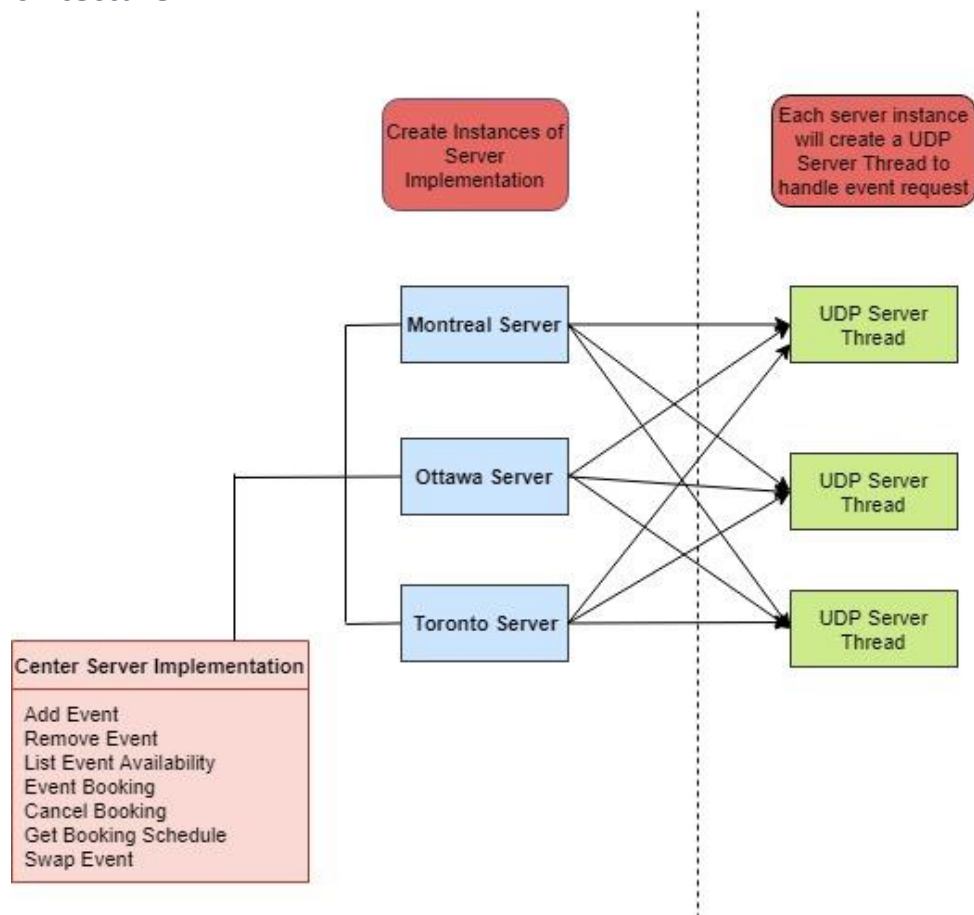 Create Instances of
Server
Implementation
Each server instance
will create a UDP
Server Thread to
handle event request
Montreal Server
UDP Server
Thread
Ottawa Server
UDP Server
Thread
Toronto Server
UDP Server
Thread
Center Server Implementation
Add Event
Remove Event
List Event Availability
Event Booking
Cancel Booking
Get Booking Schedule
Swap Event